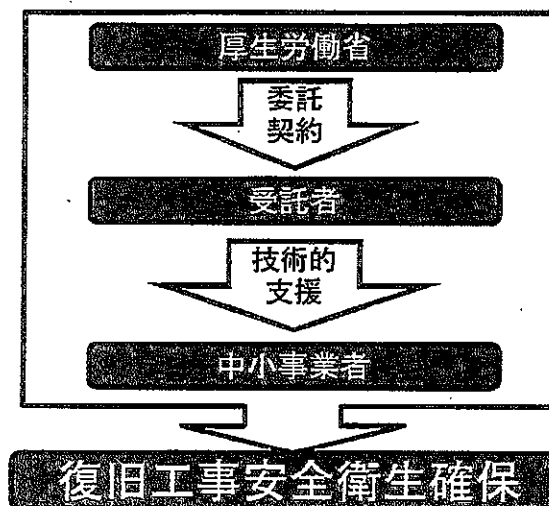 厚生労働省
委託
契約
受託者
技術的
支援
中小事業者
復旧工事安全衛生確保